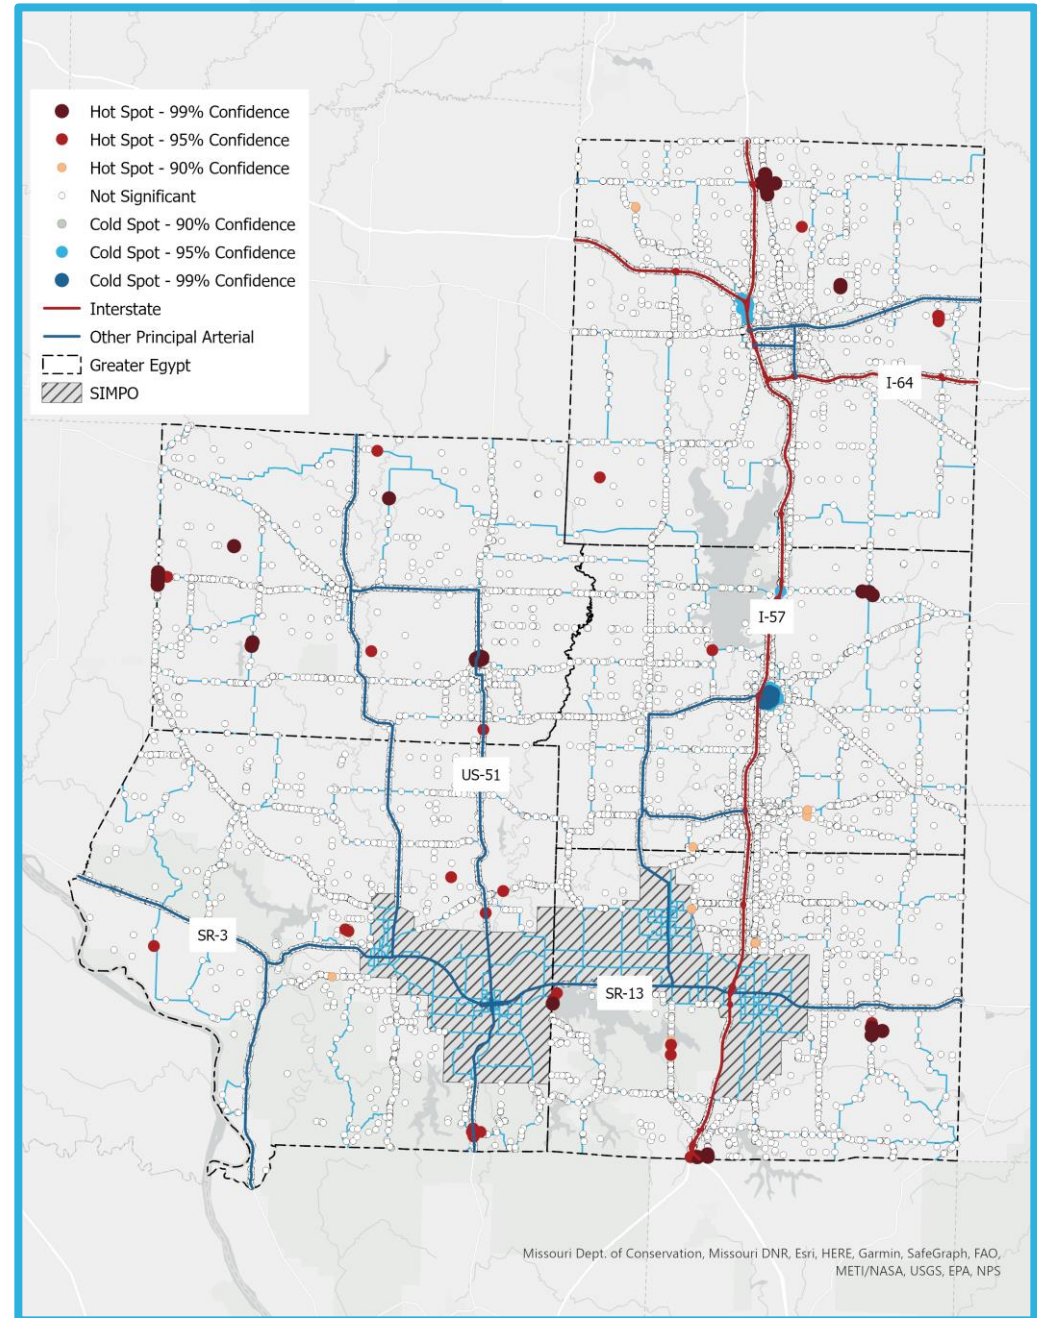 Hot Spot - 99% Confidence
Hot Spot - 95% Confidence
Hot Spot - 90% Confidence
Not Significant
Cold Spot - 90% Confidence
Cold Spot - 95% Confidence
Cold Spot - 99% Confidence
Interstate
Other Principal Arterial
Greater Egypt
SIMPO
I-64
I-57
US-51
SR-3
SR-13
Missouri Dept. of Conservation, Missouri DNR, Esri, HERE, Garmin, SafeGraph, FAO,
METI/NASA, USGS, EPA, NPS